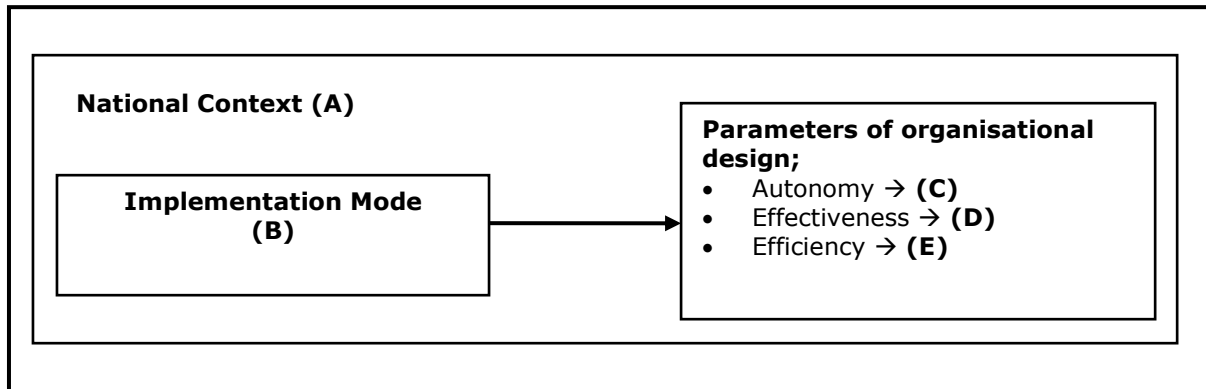 National Context (A)
Implementation Mode
(B)
Parameters of organisational
design;
• Autonomy → (C)
• Effectiveness → (D)
• Efficiency → (E)